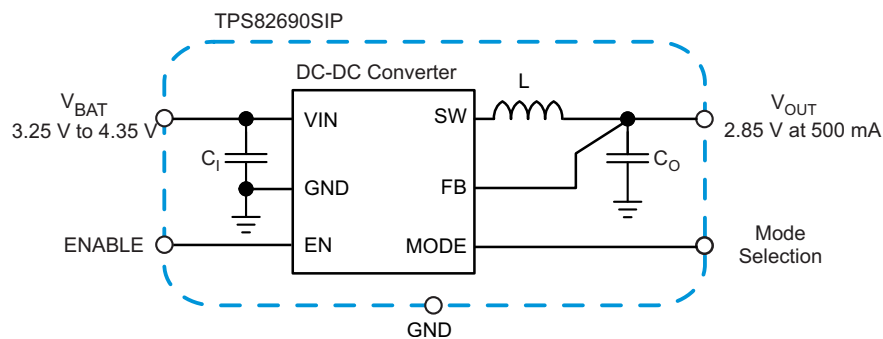 TPS82690SIP
DC-DC Converter
L
VBAT
3.25 V to 4.35 V
VIN
SW
VOUT
2.85 V at 500 mA
CI
CO
GND
FB
ENABLE
EN
MODE
Mode
Selection
GND